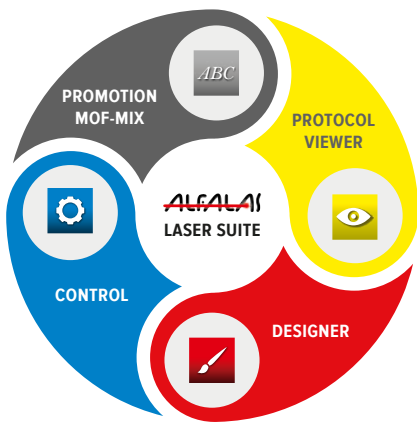 ABC
PROMOTION
MOF-MIX
PROTOCOL
VIEWER
ALFALAS
LASER SUITE
CONTROL
DESIGNER